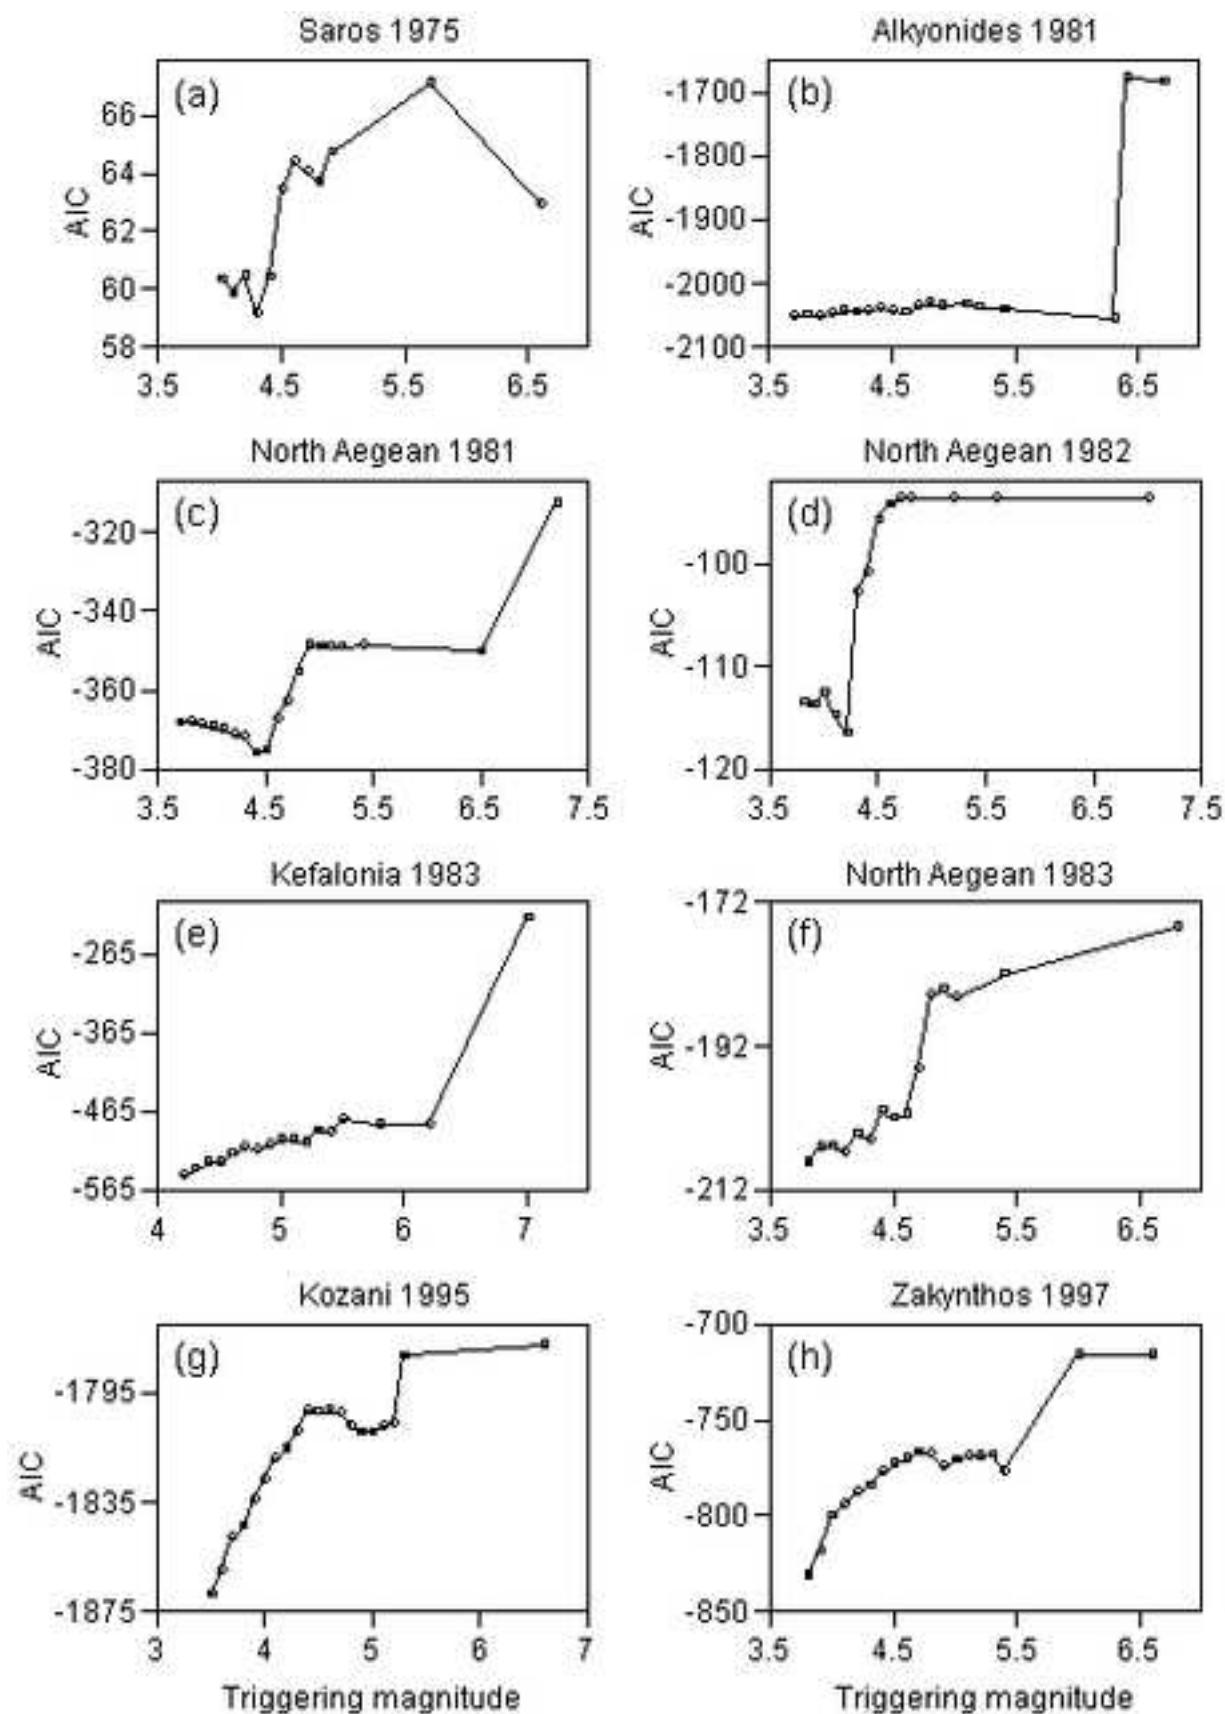 Saros 1975
(a)
AIC
66
64
62
60
58
3.5 4.5 5.5 6.5
Alkyonides 1981
(b)
AIC
-1700
-1800
-1900
-2000
-2100
3.5 4.5 5.5 6.5
North Aegean 1981
(c)
AIC
-320
-340
-360
-380
3.5 4.5 5.5 6.5 7.5
North Aegean 1982
(d)
AIC
-100
-110
-120
3.5 4.5 5.5 6.5 7.5
Kefalonia 1983
(e)
AIC
-265
-365
-465
-565
4 5 6 7
North Aegean 1983
(f)
AIC
-172
-192
-212
3.5 4.5 5.5 6.5
Kozani 1995
(g)
AIC
-1795
-1835
-1875
3 4 5 6 7
Triggering magnitude
Zakynthos 1997
(h)
AIC
-700
-750
-800
-850
3.5 4.5 5.5 6.5
Triggering magnitude